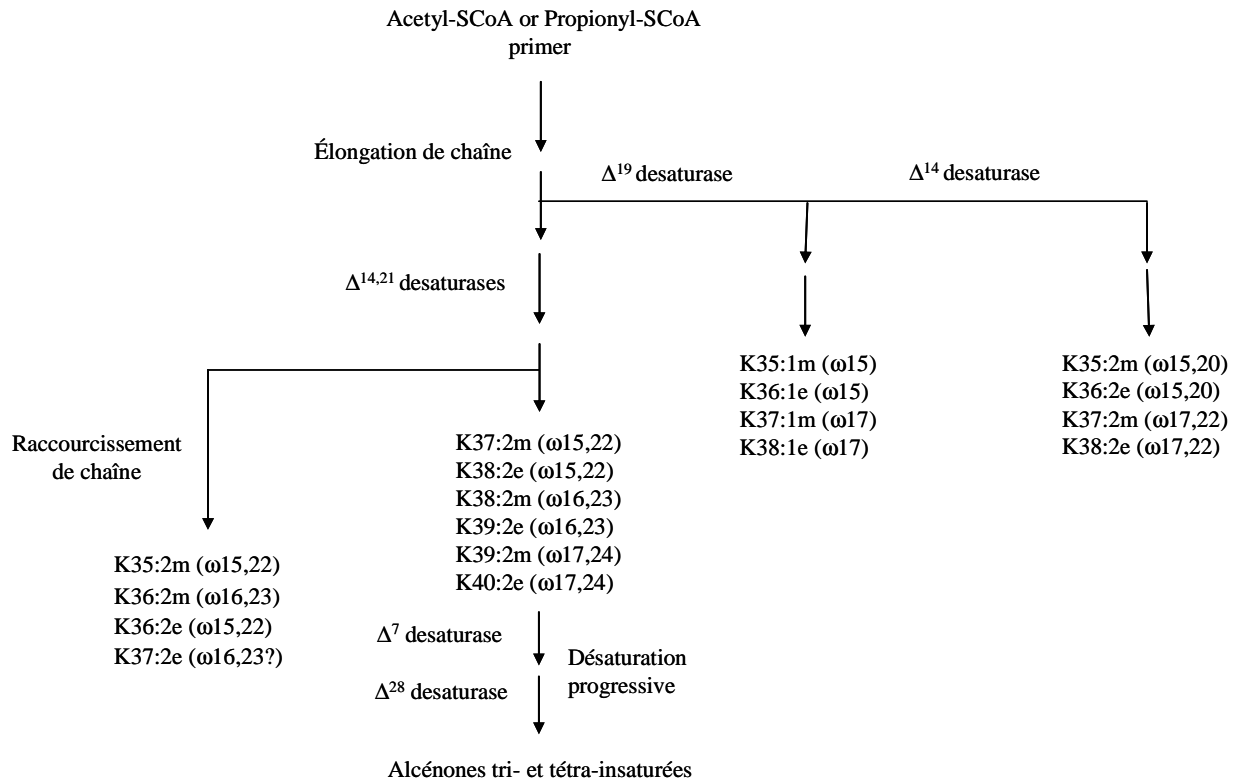 Acetyl-SCoA or Propionyl-SCoA
primer
Élongation de chaîne
Δ¹⁹ desaturase
Δ¹⁴ desaturase
Δ¹⁴,²¹ desaturases
K35:1m (ω15)
K36:1e (ω15)
K37:1m (ω17)
K38:1e (ω17)
K35:2m (ω15,20)
K36:2e (ω15,20)
K37:2m (ω17,22)
K38:2e (ω17,22)
Raccourcissement
de chaîne
K37:2m (ω15,22)
K38:2e (ω15,22)
K38:2m (ω16,23)
K39:2e (ω16,23)
K39:2m (ω17,24)
K40:2e (ω17,24)
K35:2m (ω15,22)
K36:2m (ω16,23)
K36:2e (ω15,22)
K37:2e (ω16,23?)
Δ⁷ desaturase
Désaturation
progressive
Δ²⁸ desaturase
Alcénones tri- et tétra-insaturées